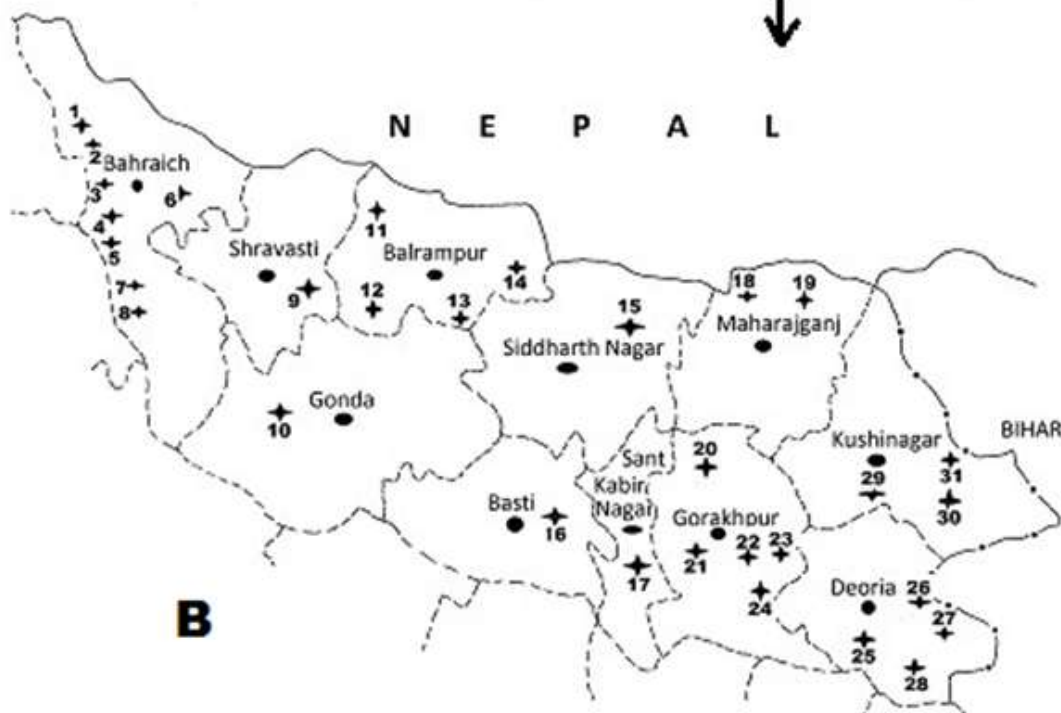 N E P A L
1
2
Bahraich
3
6
4
5
7
8
Shravasti
9
11
Balrampur
12
13
14
15
Siddharth Nagar
18
19
Maharajganj
Gonda
10
Basti
16
Sant
Kabir
Nagar
17
20
Gorakhpur
21
22
23
24
Kushinagar
29
31
30
BIHAR
Deoria
26
27
25
28
B